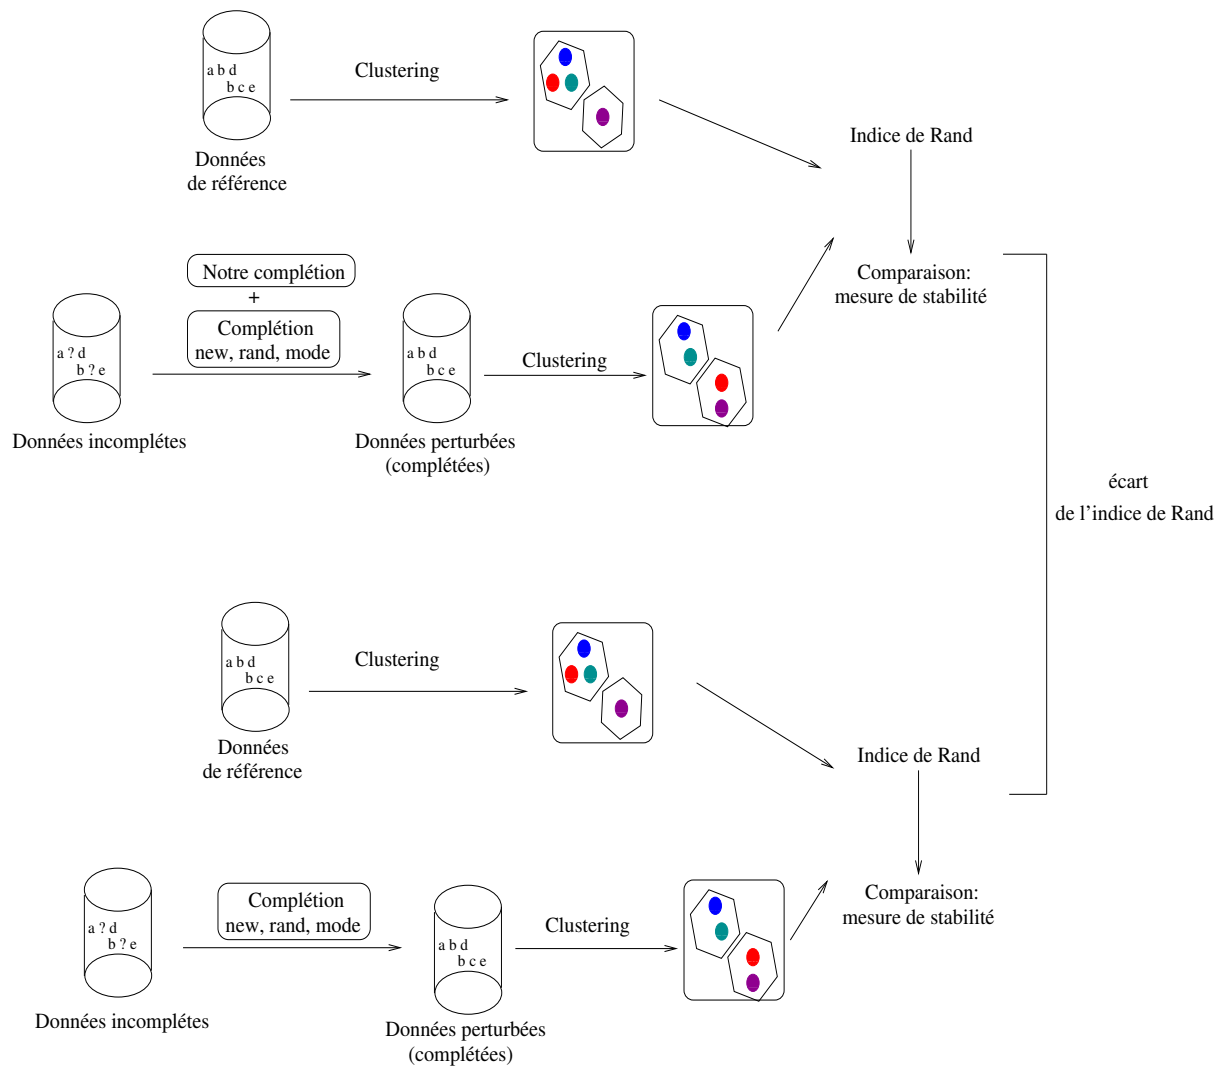 a b d
b c e
Clustering
Données
de référence
Indice de Rand
Comparaison:
mesure de stabilité
Notre complétion
+
Complétion
new, rand, mode
a ? d
b ? e
a b d
b c e
Clustering
Données incomplétes
Données perturbées
(complétées)
écart
de l'indice de Rand
a b d
b c e
Clustering
Données
de référence
Indice de Rand
Comparaison:
mesure de stabilité
Complétion
new, rand, mode
a ? d
b ? e
a b d
b c e
Clustering
Données incomplétes
Données perturbées
(complétées)